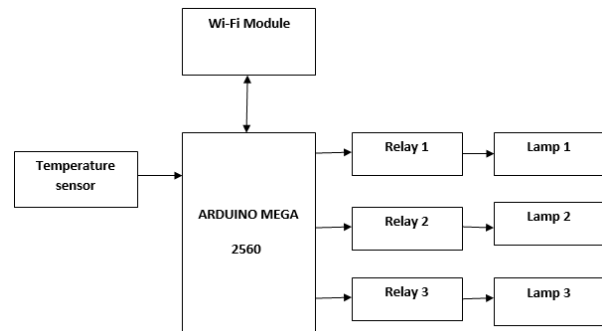 Wi-Fi Module
Temperature
sensor
ARDUINO MEGA
2560
Relay 1
Lamp 1
Relay 2
Lamp 2
Relay 3
Lamp 3